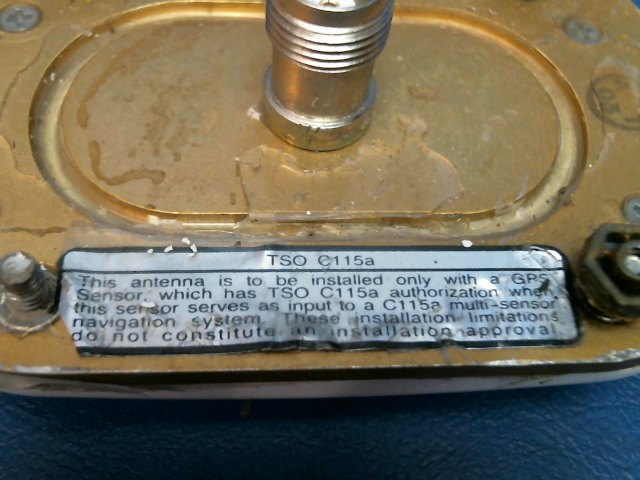 TSO C115a
This antenna is to be installed only with a GPS
Sensor, which has TSO C115a authorization when
this sensor serves as input to a C115a multi-sensor
navigation system. These installation limitations
do not constitute an installation approval.